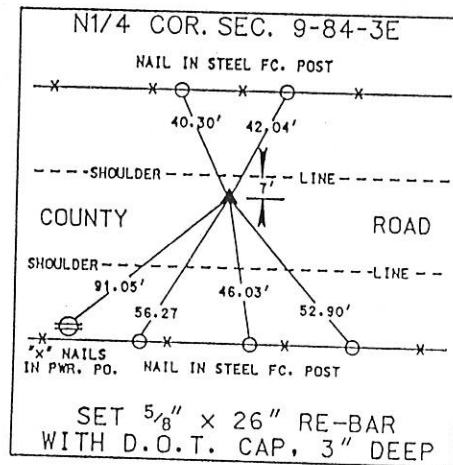 N1/4 COR. SEC. 9-84-3E
NAIL IN STEEL FC. POST
40.30'
42.04'
SHOULDER LINE
7'
COUNTY ROAD
SHOULDER LINE
91.05'
56.27
46.03'
52.90'
"X" NAILS
IN PWR. PO.
NAIL IN STEEL FC. POST
SET 5/8" X 26" RE-BAR
WITH D.O.T. CAP, 3" DEEP